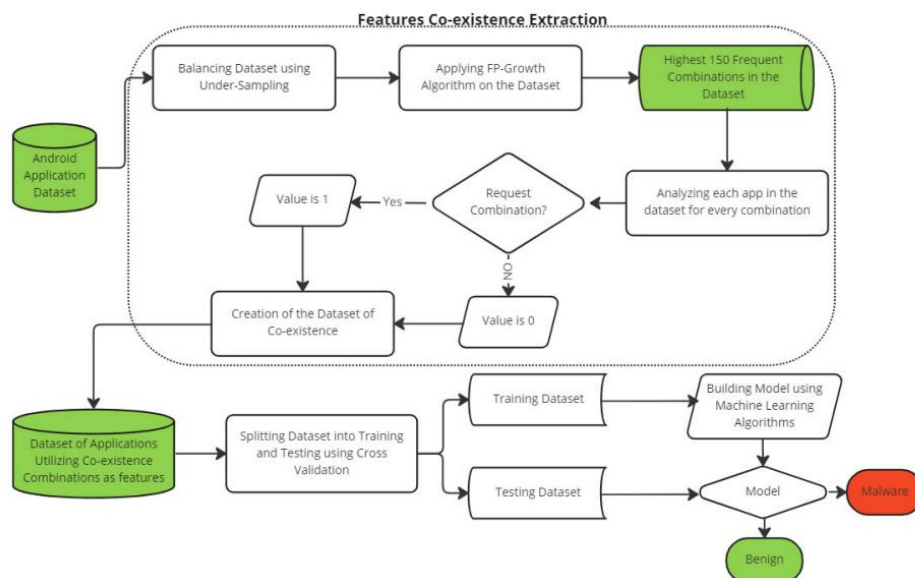 Features Co-existence Extraction
Balancing Dataset using
Under-Sampling
Applying FP-Growth
Algorithm on the Dataset
Highest 150 Frequent
Combinations in the
Dataset
Android
Application
Dataset
Analyzing each app in the
dataset for every combination
Request
Combination?
Yes
Value is 1
NO
Value is 0
Creation of the Dataset of
Co-existence
Dataset of Applications
Utilizing Co-existence
Combinations as features
Splitting Dataset into Training
and Testing using Cross
Validation
Training Dataset
Building Model using
Machine Learning
Algorithms
Testing Dataset
Model
Malware
Benign